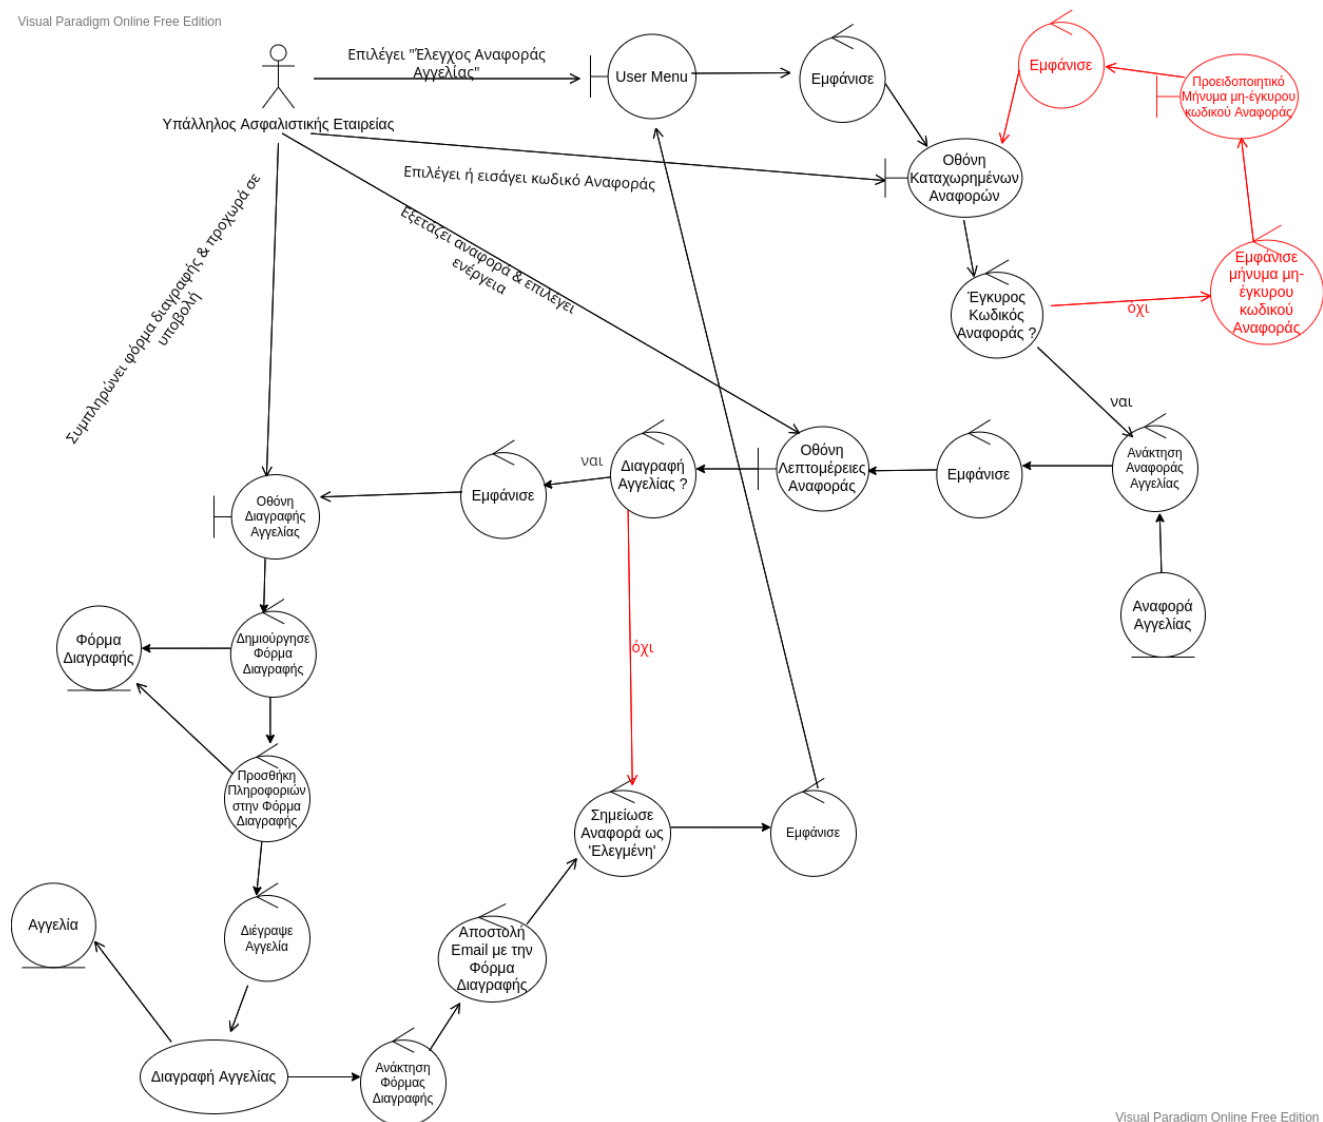 Visual Paradigm Online Free Edition
Επιλέγει "Έλεγχος Αναφοράς
Αγγελίας"
User Menu
Εμφάνισε
Εμφάνισε
Προειδοποιητικό
Μήνυμα μη-έγκυρου
κωδικού Αναφοράς
Υπάλληλος Ασφαλιστικής Εταιρείας
Επιλέγει ή εισάγει κωδικό Αναφοράς
Οθόνη
Καταχωρημένων
Αναφορών
Συμπληρώνει φόρμα διαγραφής & προχωρά σε
υποβολή
Εξετάζει αναφορά & επιλέγει
ενέργεια
Έγκυρος
Κωδικός
Αναφοράς ?
όχι
Εμφάνισε
μήνυμα μη-
έγκυρου
κωδικού
Αναφοράς
ναι
Οθόνη
Διαγραφής
Αγγελίας
Εμφάνισε
ναι
Διαγραφή
Αγγελίας ?
Οθόνη
Λεπτομέρειες
Αναφοράς
Εμφάνισε
Ανάκτηση
Αναφοράς
Αγγελίας
Αναφορά
Αγγελίας
Φόρμα
Διαγραφής
Δημιούργησε
Φόρμα
Διαγραφής
όχι
Προσθήκη
Πληροφοριών
στην Φόρμα
Διαγραφής
Σημείωσε
Αναφορά ως
'Ελεγμένη'
Εμφάνισε
Αγγελία
Διέγραψε
Αγγελία
Αποστολή
Email με την
Φόρμα
Διαγραφής
Διαγραφή Αγγελίας
Ανάκτηση
Φόρμας
Διαγραφής
Visual Paradigm Online Free Edition